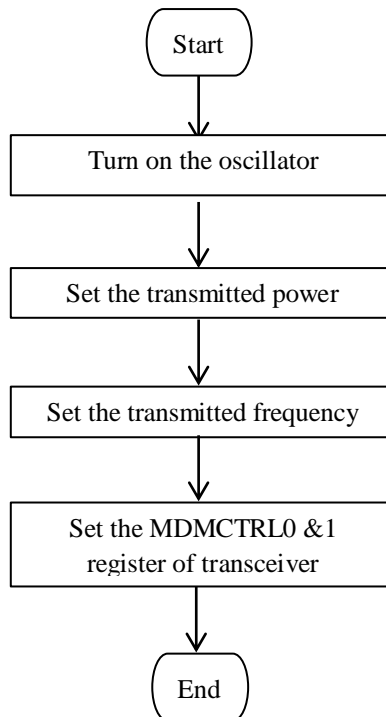 Start
Turn on the oscillator
Set the transmitted power
Set the transmitted frequency
Set the MDMCTRL0 &1
register of transceiver
End